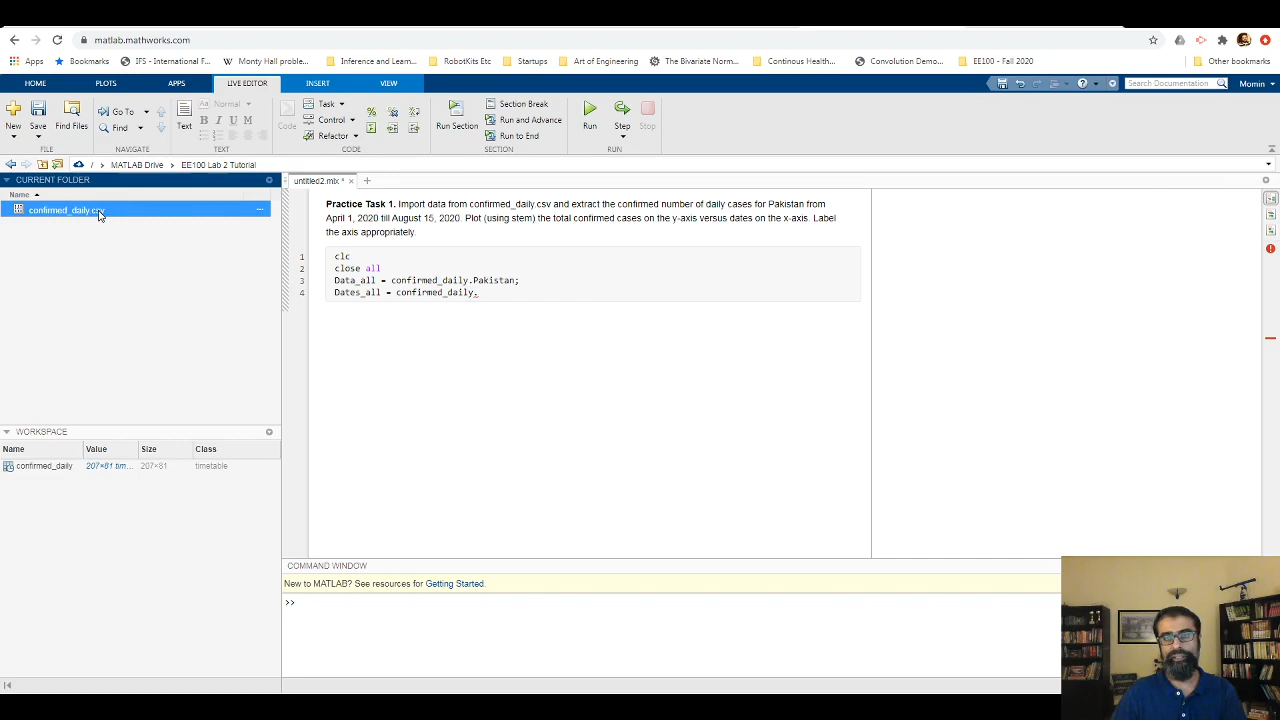 matlab.mathworks.com
Apps Bookmarks IFS - International F... Monty Hall proble... Inference and Learn... RobotKits Etc Startups Art of Engineering The Bivariate Norm... Continous Health... Convolution Demo... EE100 - Fall 2020 Other bookmarks
HOME PLOTS APPS LIVE EDITOR INSERT VIEW Search Documentation Momin
New Save Find Files Go To Find Text Normal B I U M Code Task Control Refactor Run Section Section Break Run and Advance Run to End Run Step Stop
FILE NAVIGATE TEXT CODE SECTION RUN
/ MATLAB Drive EE100 Lab 2 Tutorial
CURRENT FOLDER
Name
confirmed_daily.csv
untitled2.mlx * × +
Practice Task 1. Import data from confirmed_daily.csv and extract the confirmed number of daily cases for Pakistan from
April 1, 2020 till August 15, 2020. Plot (using stem) the total confirmed cases on the y-axis versus dates on the x-axis. Label
the axis appropriately.
1 clc
2 close all
3 Data_all = confirmed_daily.Pakistan;
4 Dates_all = confirmed_daily.
WORKSPACE
Name Value Size Class
confirmed_daily 207×81 tim... 207×81 timetable
COMMAND WINDOW
New to MATLAB? See resources for Getting Started.
>>